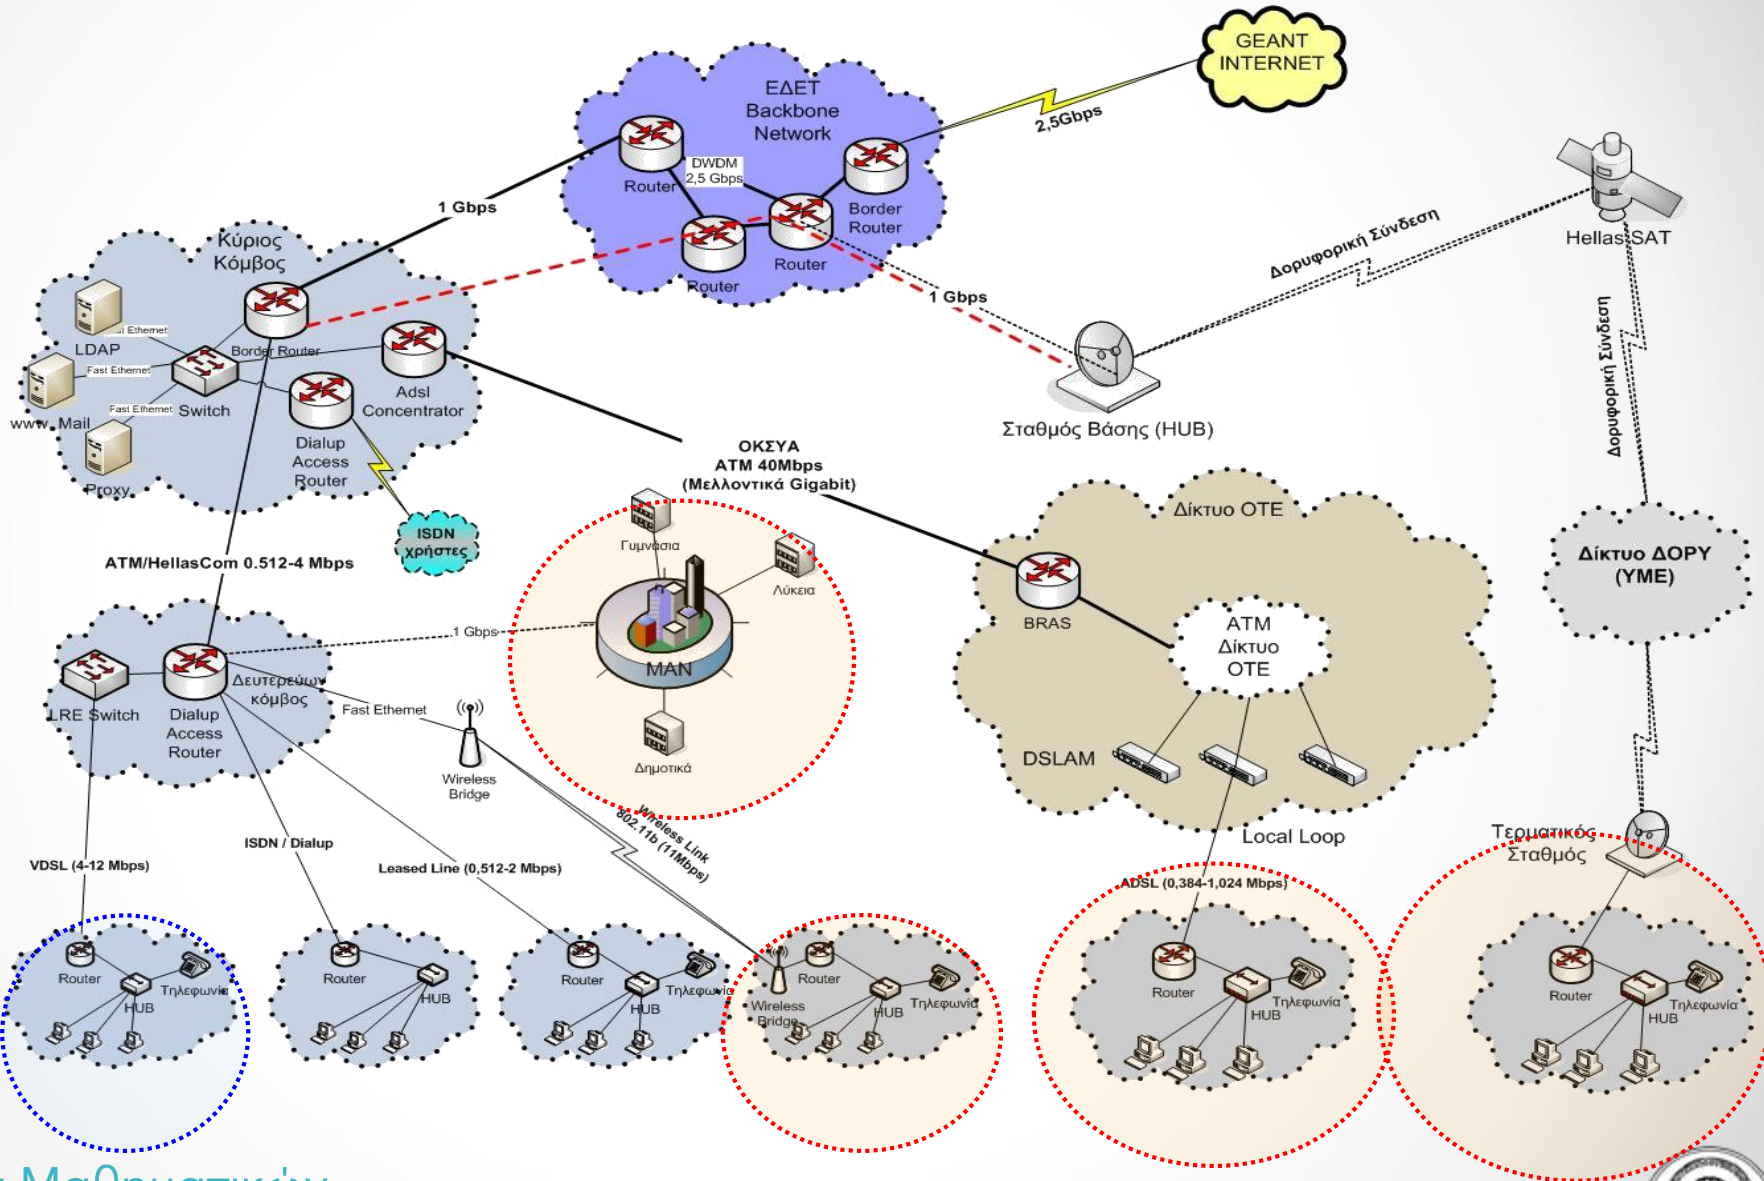 GEANT
INTERNET
ΕΔΕΤ
Backbone
Network
2,5Gbps
DWDM
2,5 Gbps
Router
Border
Router
Router
Router
1 Gbps
Hellas SAT
Δορυφορική Σύνδεση
Δορυφορική Σύνδεση
1 Gbps
Σταθμός Βάσης (HUB)
Κύριος
Κόμβος
LDAP
Fast Ethernet
Border Router
Fast Ethernet
Adsl
Concentrator
www, Mail
Fast Ethernet
Switch
Dialup
Access
Router
Proxy
ISDN
χρήστες
ΟΚΣΥΑ
ATM 40Mbps
(Μελλοντικά Gigabit)
ATM/HellasCom 0.512-4 Mbps
Γυμνάσια
Λύκεια
MAN
Δημοτικά
1 Gbps
Δίκτυο ΟΤΕ
BRAS
ATM
Δίκτυο
ΟΤΕ
DSLAM
Local Loop
Δίκτυο ΔΟΡΥ
(ΥΜΕ)
Δευτερεύων
κόμβος
LRE Switch
Dialup
Access
Router
Fast Ethernet
Wireless
Bridge
Wireless Link
802.11b (11Mbps)
VDSL (4-12 Mbps)
ISDN / Dialup
Leased Line (0,512-2 Mbps)
ADSL (0,384-1,024 Mbps)
Τερματικός
Σταθμός
Router
HUB
Τηλεφωνία
Router
HUB
Router
HUB
Τηλεφωνία
Wireless
Bridge
Router
HUB
Τηλεφωνία
Router
HUB
Τηλεφωνία
Router
HUB
Τηλεφωνία
Μαθηματικών